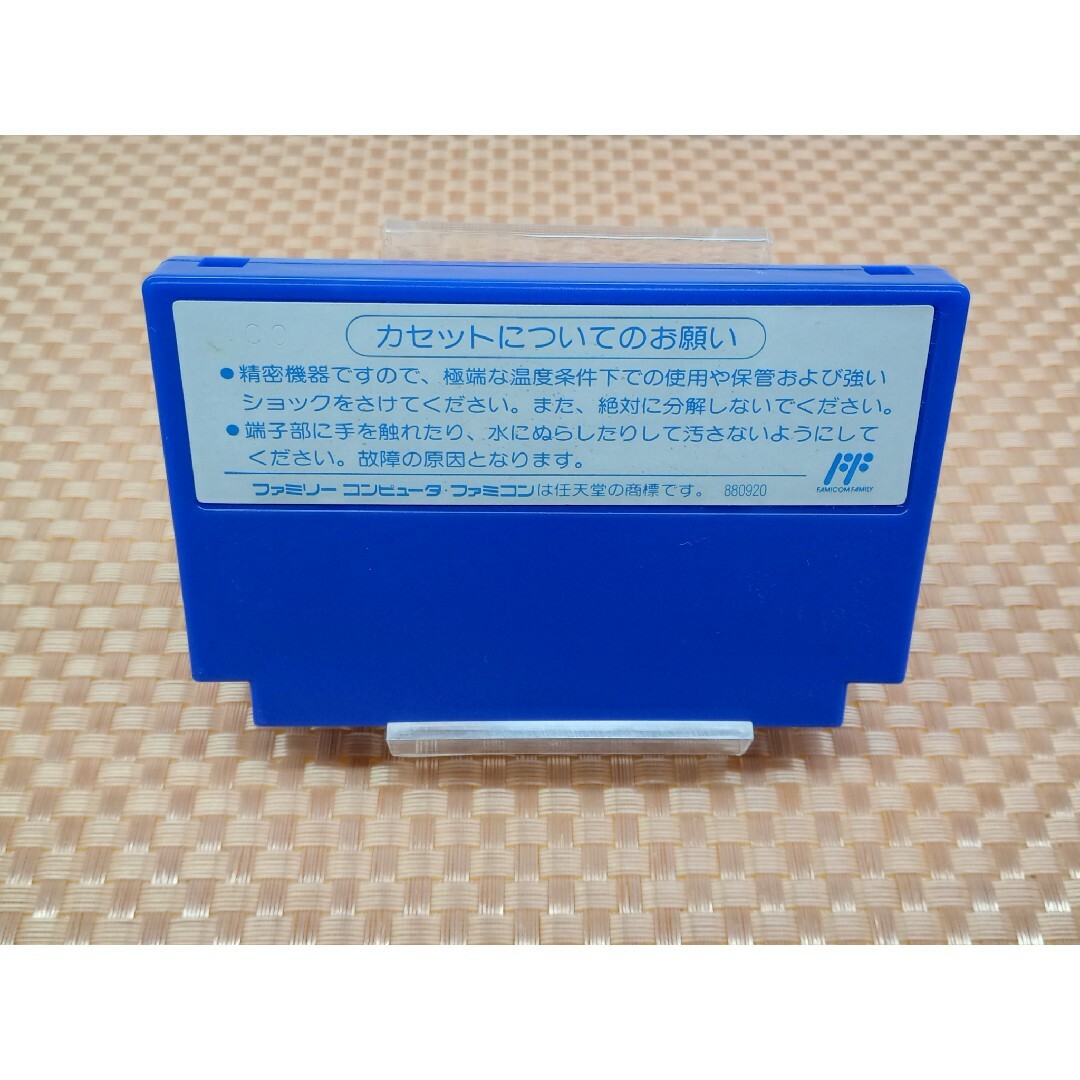 カセットについてのお願い
●精密機器ですので、極端な温度条件下での使用や保管および強い
ショックをさけてください。また、絶対に分解しないでください。
●端子部に手を触れたり、水にぬらしたりして汚さないようにして
ください。故障の原因となります。
ファミリーコンピュータ・ファミコンは任天堂の商標です。 880920
FAMICOM FAMILY